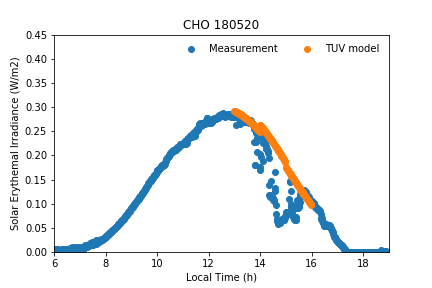 CHO 180520
Measurement TUV model
Solar Erythemal Irradiance (W/m2)
0.45
0.40
0.35
0.30
0.25
0.20
0.15
0.10
0.05
0.00
6 8 10 12 14 16 18
Local Time (h)